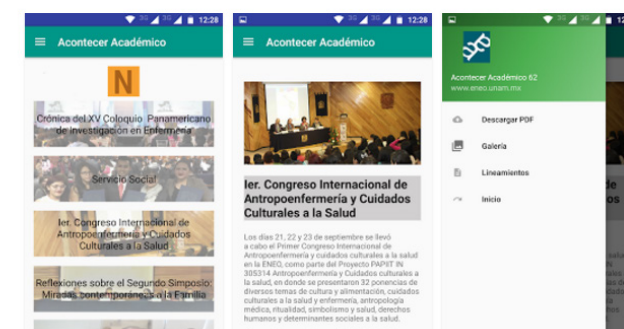 3G 3G 12:28
Acontecer Académico
N
Crónica del XV Coloquio Panamericano
de investigación en Enfermería
Servicio Social
Ier. Congreso Internacional de
Antropoenfermería y Cuidados
Culturales a la Salud
Reflexiones sobre el Segundo Simposio:
Miradas contemporáneas a la Familia
3G 3G 12:28
Acontecer Académico
Ier. Congreso Internacional de
Antropoenfermería y Cuidados
Culturales a la Salud
Los días 21, 22 y 23 de septiembre se llevó
a cabo el Primer Congreso Internacional de
Antropoenfermería y cuidados culturales a la salud
en la ENEO, como parte del Proyecto PAPIIT IN
305314 Antropoenfermería y Cuidados culturales a
la salud, en donde se presentaron 32 ponencias de
diversos temas de cultura y alimentación, cuidados
culturales a la salud y enfermería, antropología
médica, ritualidad, simbolismo y salud, derechos
humanos y determinantes sociales a la salud.
3G 3G 12
Acontecer Académico 62
www.eneo.unam.mx
Descargar PDF
Galería
Lineamientos
Inicio